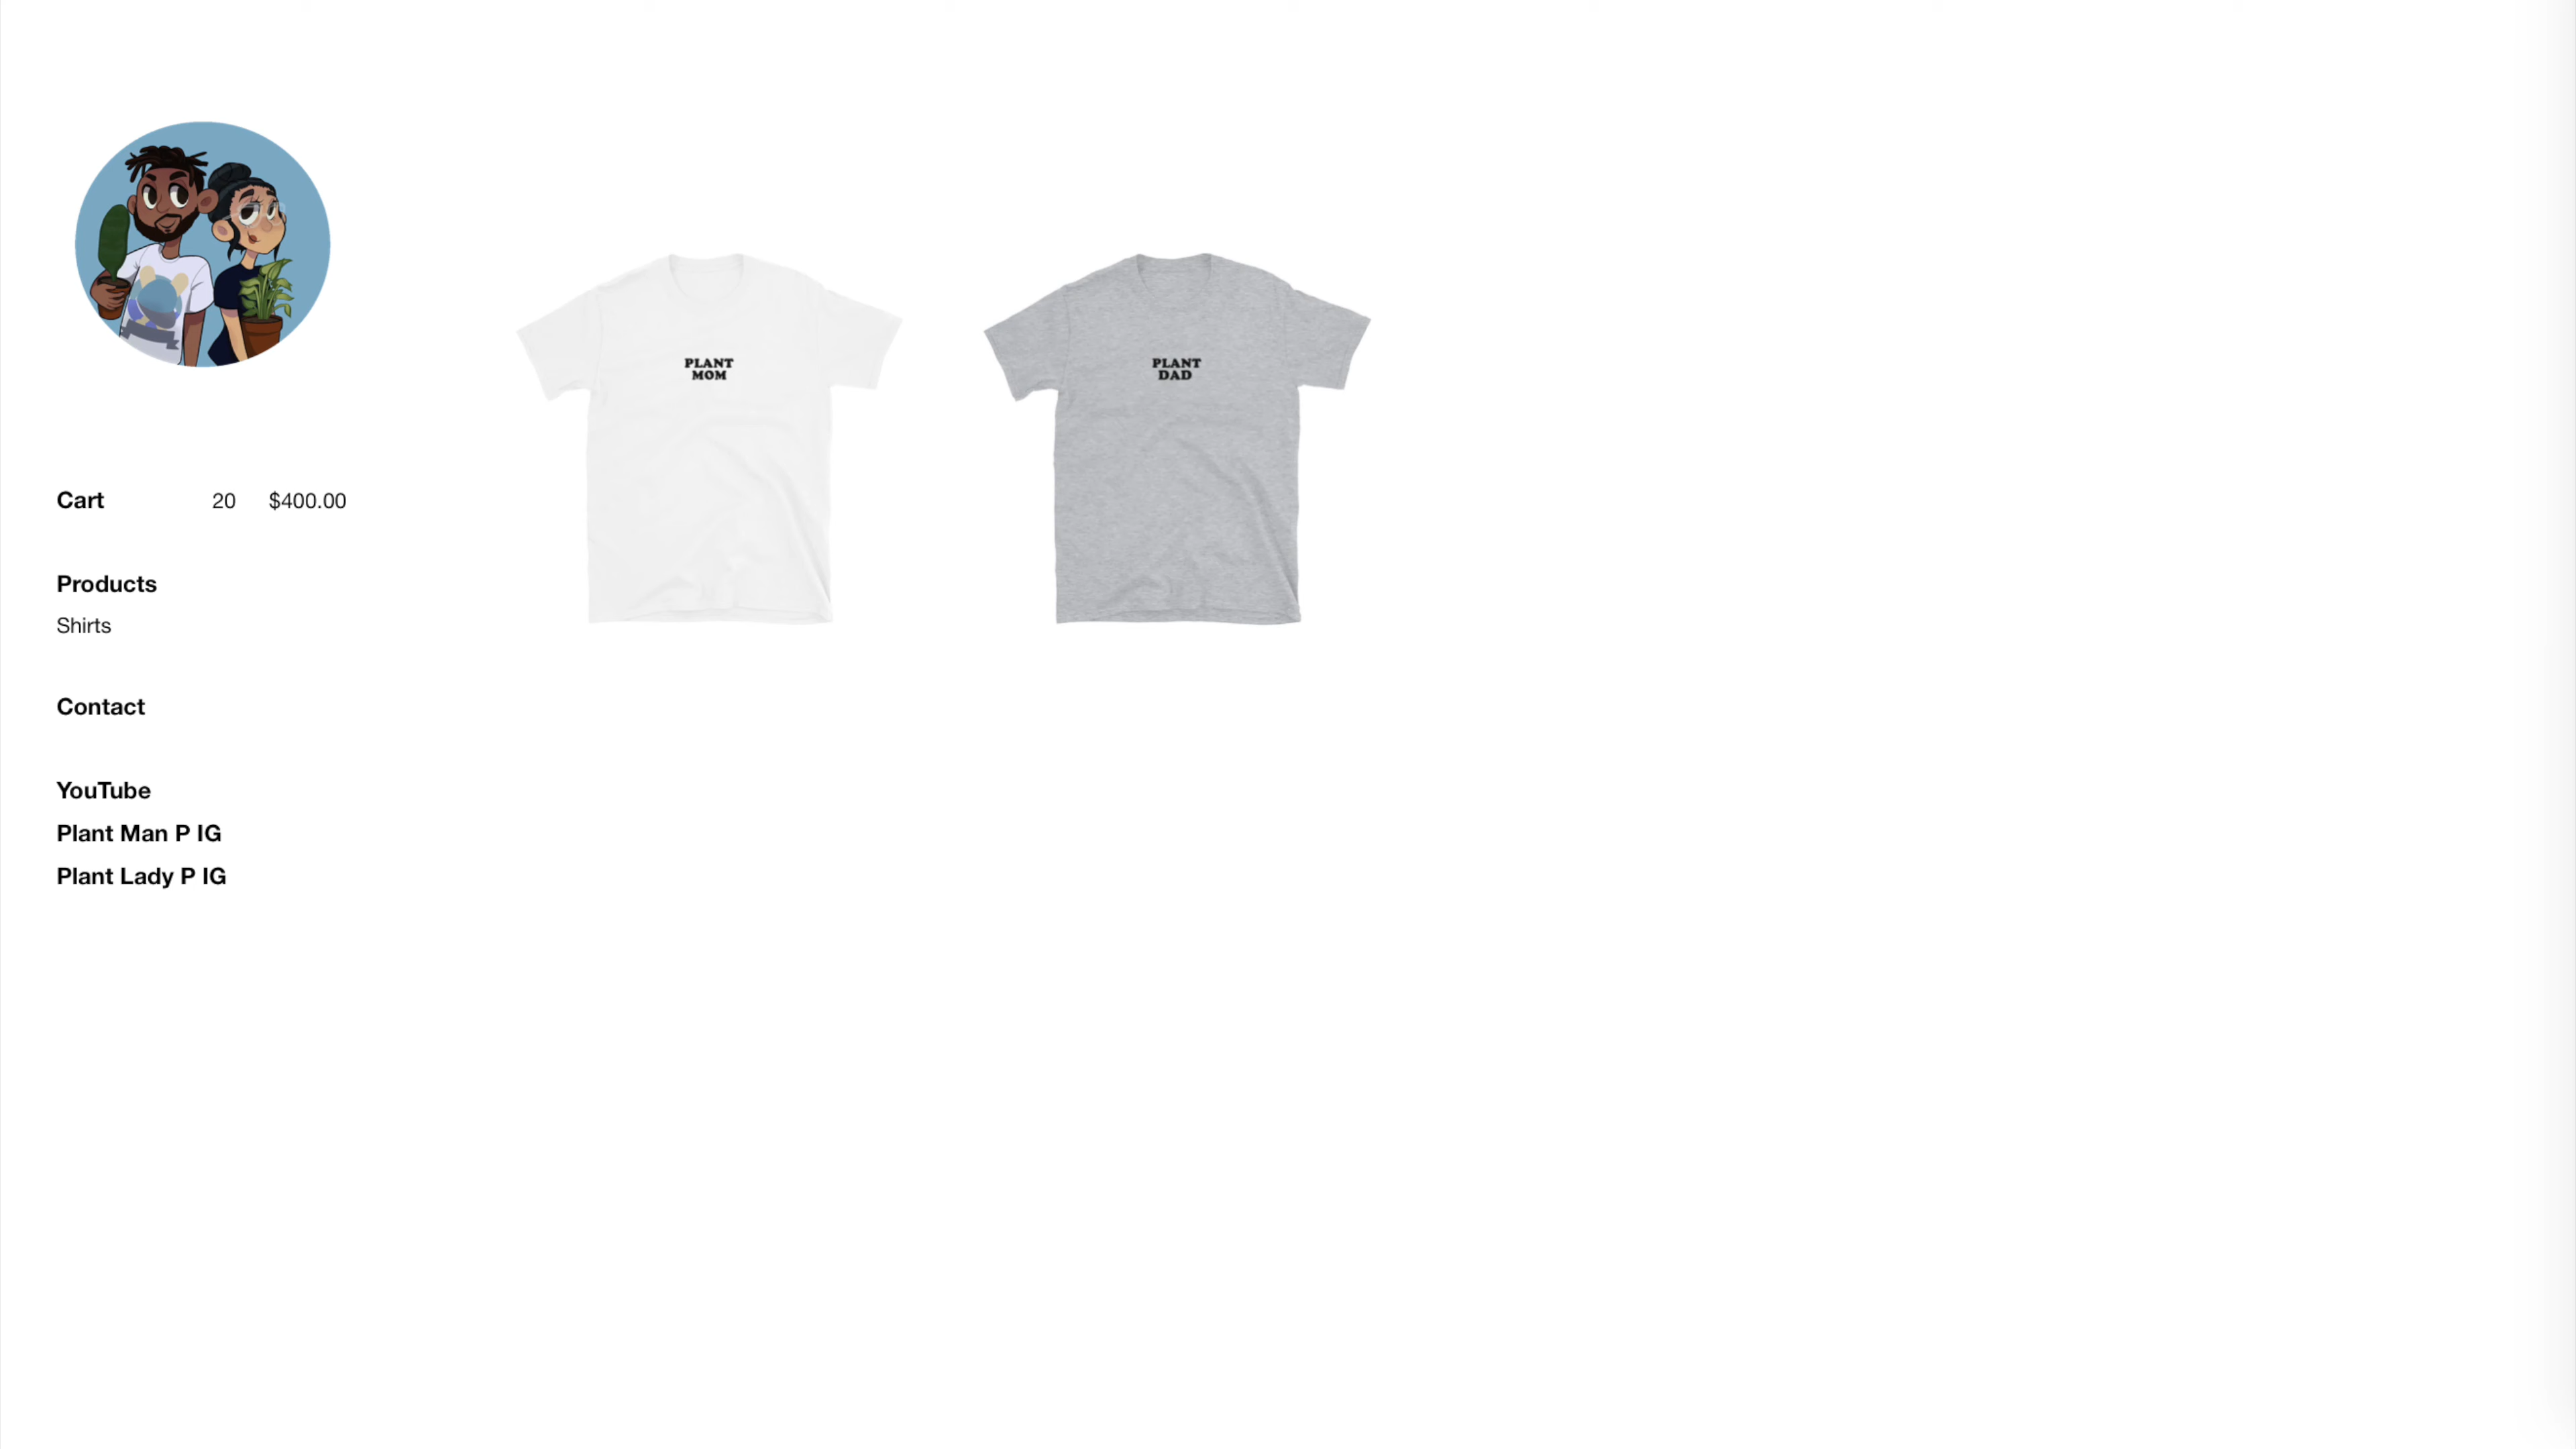 Cart 20 $400.00
Products
Shirts
Contact
YouTube
Plant Man P IG
Plant Lady P IG
PLANT
MOM
PLANT
DAD